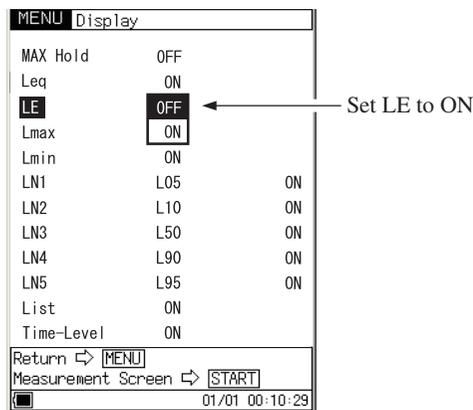 MENU Display
MAX Hold OFF
Leq ON
LE OFF
Set LE to ON
Lmax ON
Lmin ON
LN1 L05 ON
LN2 L10 ON
LN3 L50 ON
LN4 L90 ON
LN5 L95 ON
List ON
Time-Level ON
Return ⇨ MENU
Measurement Screen ⇨ START
01/01 00:10:29